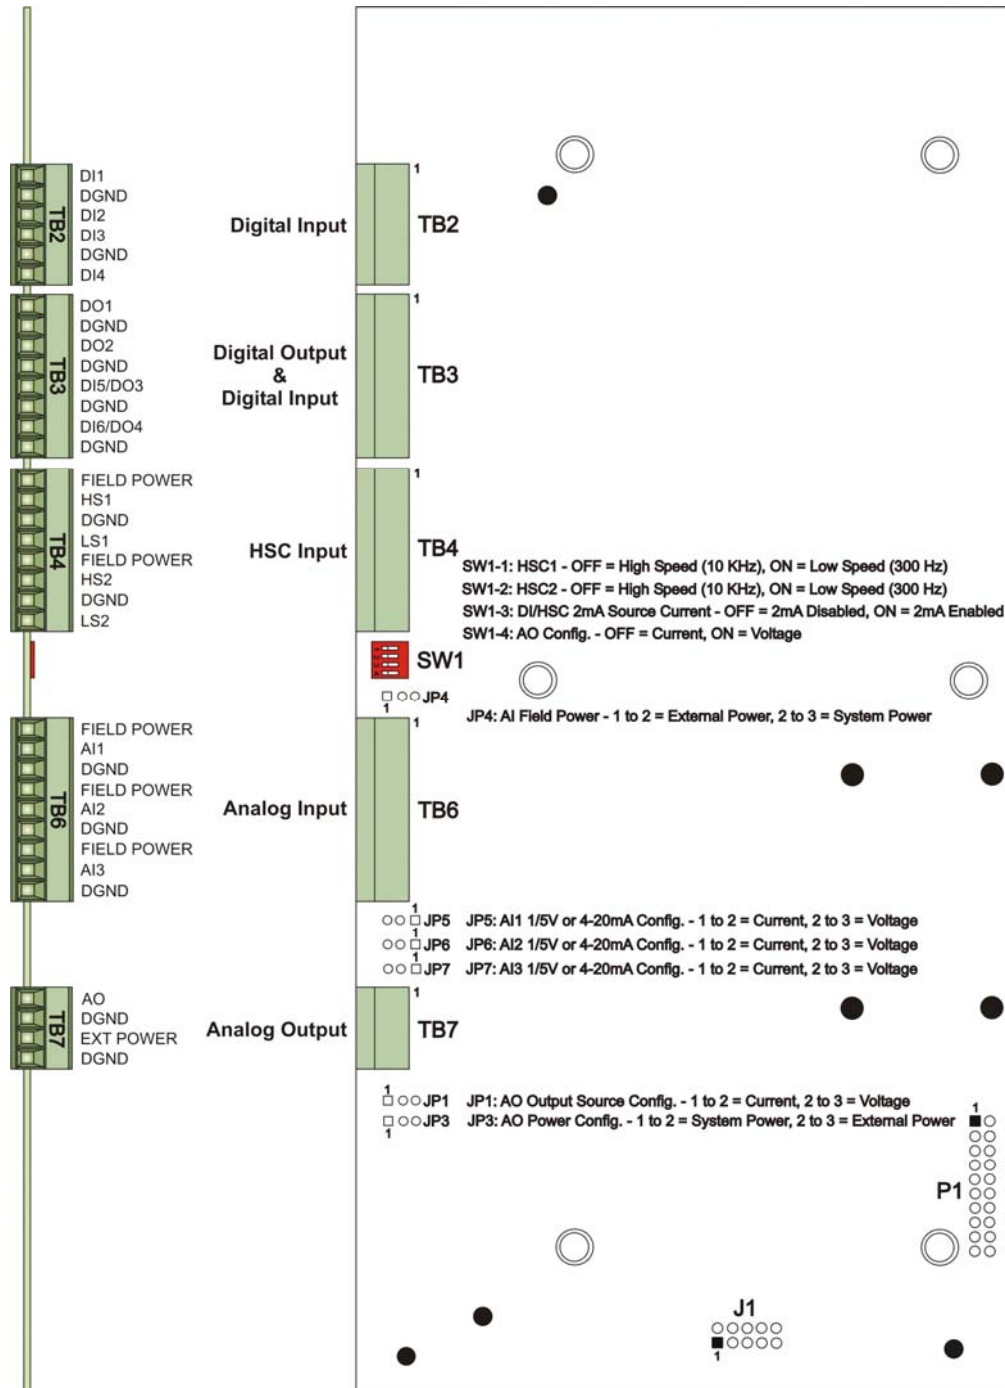 DI1
DGND
DI2
DI3
DGND
DI4
TB2
Digital Input
1
TB2
DO1
DGND
DO2
DGND
DI5/DO3
DGND
DI6/DO4
DGND
TB3
Digital Output
&
Digital Input
1
TB3
FIELD POWER
HS1
DGND
LS1
FIELD POWER
HS2
DGND
LS2
TB4
HSC Input
1
TB4
SW1-1: HSC1 - OFF = High Speed (10 KHz), ON = Low Speed (300 Hz)
SW1-2: HSC2 - OFF = High Speed (10 KHz), ON = Low Speed (300 Hz)
SW1-3: DI/HSC 2mA Source Current - OFF = 2mA Disabled, ON = 2mA Enabled
SW1-4: AO Config. - OFF = Current, ON = Voltage
SW1
JP4
1
JP4: AI Field Power - 1 to 2 = External Power, 2 to 3 = System Power
FIELD POWER
AI1
DGND
FIELD POWER
AI2
DGND
FIELD POWER
AI3
DGND
TB6
Analog Input
1
TB6
1
JP5 JP5: AI1 1/5V or 4-20mA Config. - 1 to 2 = Current, 2 to 3 = Voltage
1
JP6 JP6: AI2 1/5V or 4-20mA Config. - 1 to 2 = Current, 2 to 3 = Voltage
1
JP7 JP7: AI3 1/5V or 4-20mA Config. - 1 to 2 = Current, 2 to 3 = Voltage
AO
DGND
EXT POWER
DGND
TB7
Analog Output
1
TB7
1
JP1 JP1: AO Output Source Config. - 1 to 2 = Current, 2 to 3 = Voltage
JP3 JP3: AO Power Config. - 1 to 2 = System Power, 2 to 3 = External Power
1
1
P1
J1
1